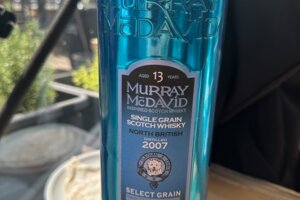 MURRAY
McDAVID
AGED 13 YEARS
MURRAY
McDAVID
INSPIRED SCOTCH WHISKY
SINGLE GRAIN
SCOTCH WHISKY
NORTH BRITISH
2007
SELECT GRAIN